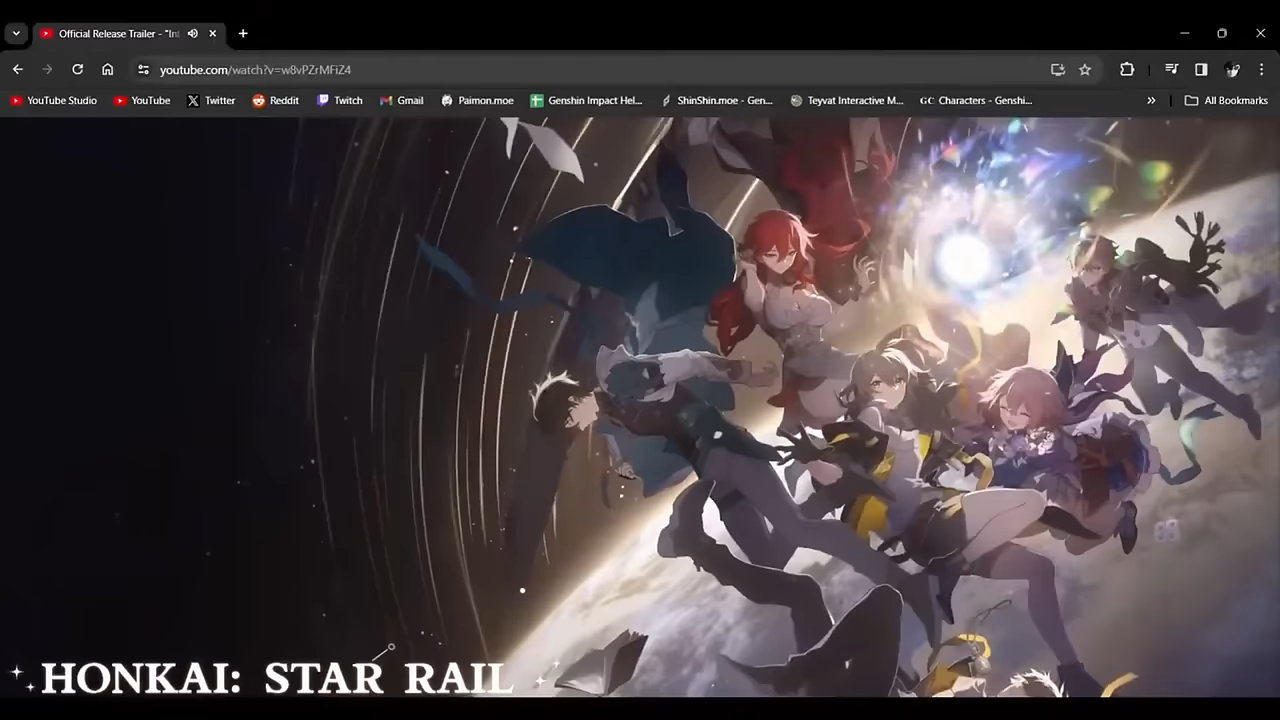 Official Release Trailer - "Int
youtube.com/watch?v=w8vPZrMFiZ4
YouTube Studio YouTube Twitter Reddit Twitch Gmail Paimon.moe Genshin Impact Hel... ShinShin.moe - Gen... Teyvat Interactive M... GC Characters - Genshi... » All Bookmarks
HONKAI: STAR RAIL